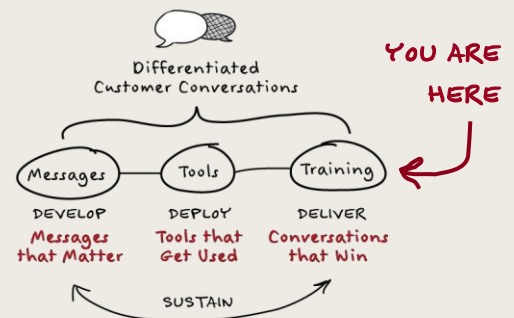 Differentiated
Customer Conversations
YOU ARE
HERE
Messages
Tools
Training
DEVELOP
Messages
that Matter
DEPLOY
Tools that
Get Used
DELIVER
Conversations
that Win
SUSTAIN